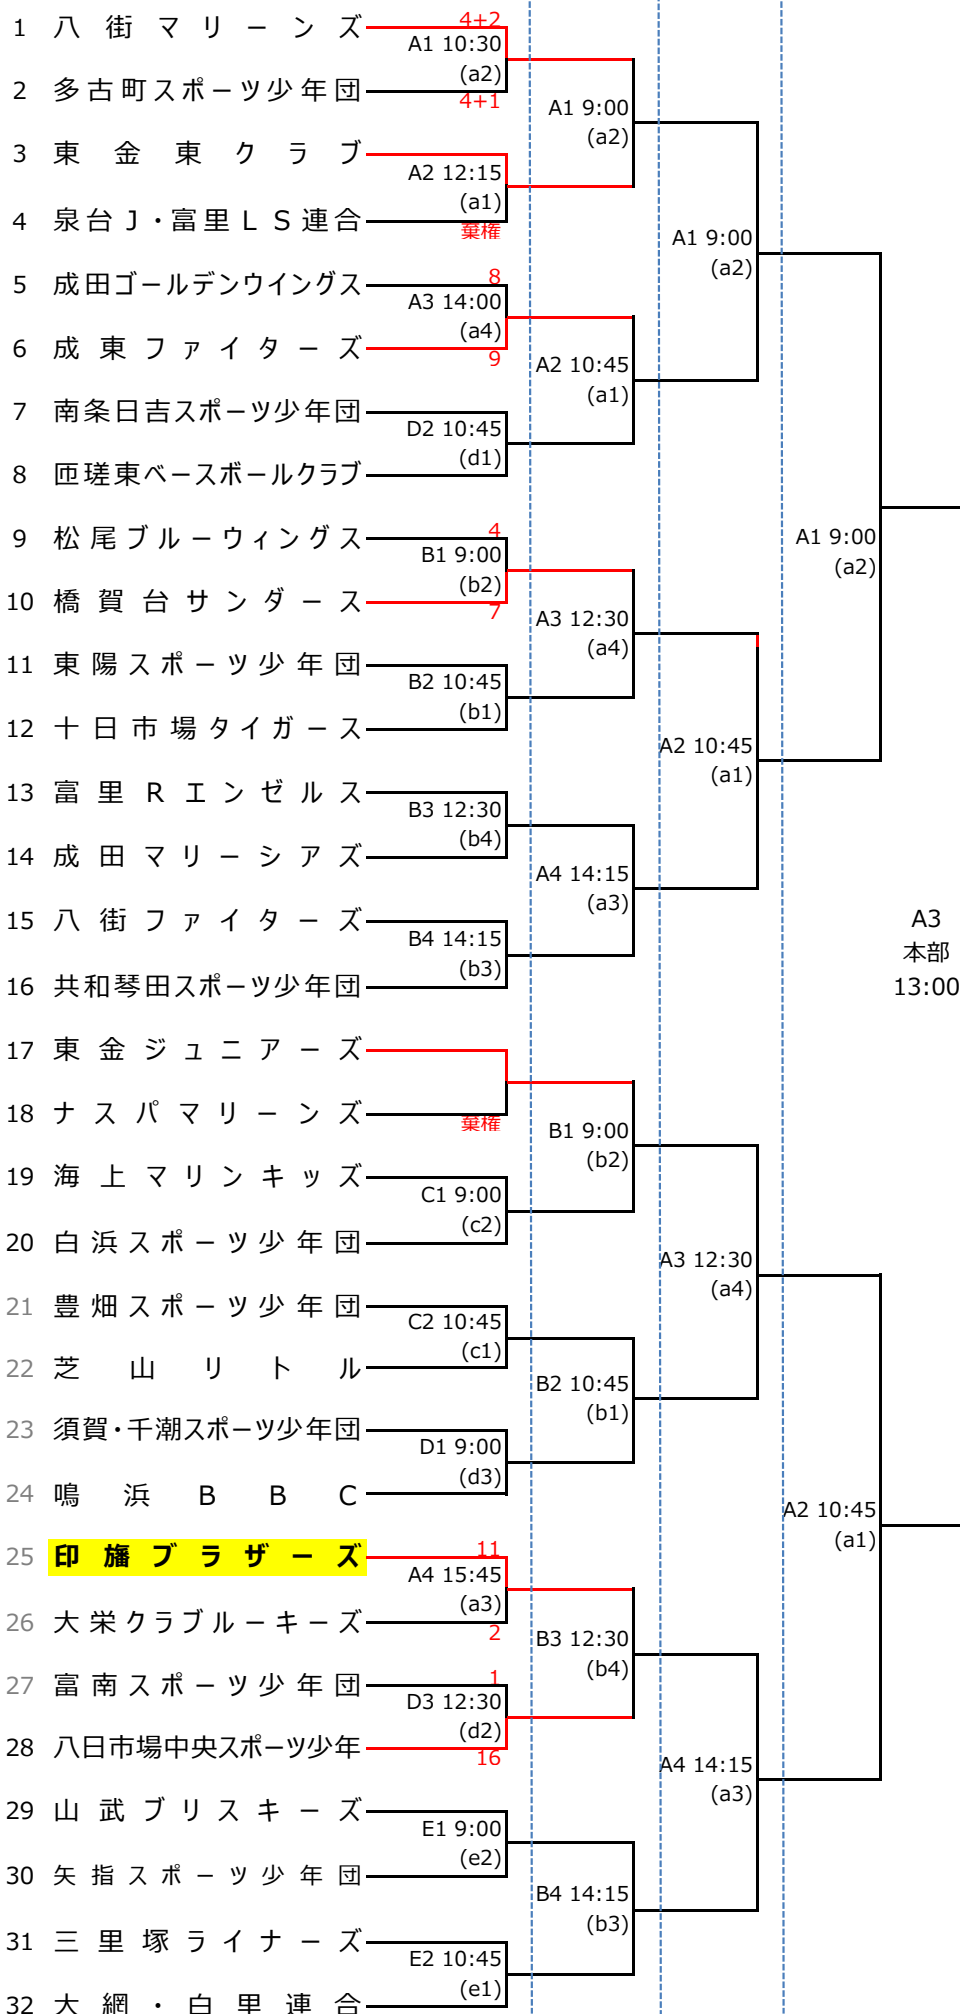 1 八街マリーンズ 4+2
A1 10:30
(a2)
2 多古町スポーツ少年団 4+1
A1 9:00
(a2)
3 東金東クラブ
A2 12:15
(a1)
4 泉台J・富里LS連合 棄権
A1 9:00
(a2)
5 成田ゴールデンウイングス 8
A3 14:00
(a4)
6 成東ファイターズ 9
A2 10:45
(a1)
7 南条日吉スポーツ少年団
D2 10:45
(d1)
8 匝瑳東ベースボールクラブ
9 松尾ブルーウィングス 4
A1 9:00
(a2)
B1 9:00
(b2)
10 橋賀台サンダース 7
A3 12:30
(a4)
11 東陽スポーツ少年団
B2 10:45
(b1)
12 十日市場タイガース
A2 10:45
(a1)
13 富里Rエンゼルス
B3 12:30
(b4)
14 成田マリーシアズ
A4 14:15
(a3)
15 八街ファイターズ
B4 14:15
(b3)
16 共和琴田スポーツ少年団
A3
本部
13:00
17 東金ジュニアーズ
18 ナスパマリーンズ 棄権
B1 9:00
(b2)
19 海上マリンキッズ
C1 9:00
(c2)
20 白浜スポーツ少年団
A3 12:30
(a4)
21 豊畑スポーツ少年団
C2 10:45
(c1)
22 芝山リトル
B2 10:45
(b1)
23 須賀・千潮スポーツ少年団
D1 9:00
(d3)
24 鳴浜BBC
A2 10:45
(a1)
25 印旛ブラザーズ 11
A4 15:45
(a3)
26 大栄クラブルーキーズ 2
B3 12:30
(b4)
27 富南スポーツ少年団 1
D3 12:30
(d2)
28 八日市場中央スポーツ少年 16
A4 14:15
(a3)
29 山武ブリスキーズ
E1 9:00
(e2)
30 矢指スポーツ少年団
B4 14:15
(b3)
31 三里塚ライナーズ
E2 10:45
(e1)
32 大網・白里連合